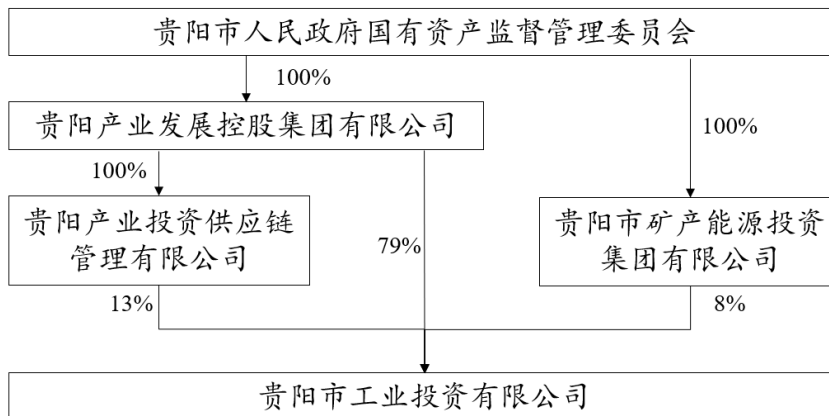 贵阳市人民政府国有资产监督管理委员会
100%
贵阳产业发展控股集团有限公司
100%
100%
贵阳产业投资供应链
管理有限公司
79%
贵阳市矿产能源投资
集团有限公司
13%
8%
贵阳市工业投资有限公司